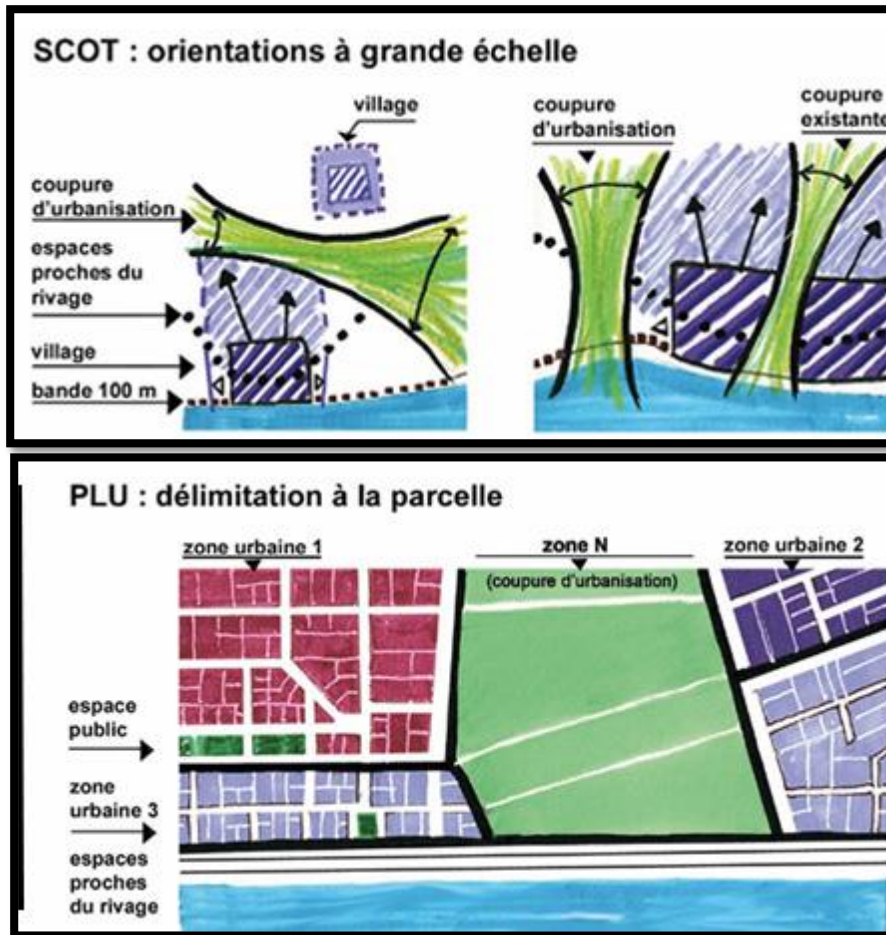 SCOT : orientations à grande échelle
village
coupure
d'urbanisation
espaces
proches du
rivage
village
bande 100 m
coupure
d'urbanisation
coupure
existante
PLU : délimitation à la parcelle
zone urbaine 1
zone N
(coupure d'urbanisation)
zone urbaine 2
espace
public
zone
urbaine 3
espaces
proches
du rivage